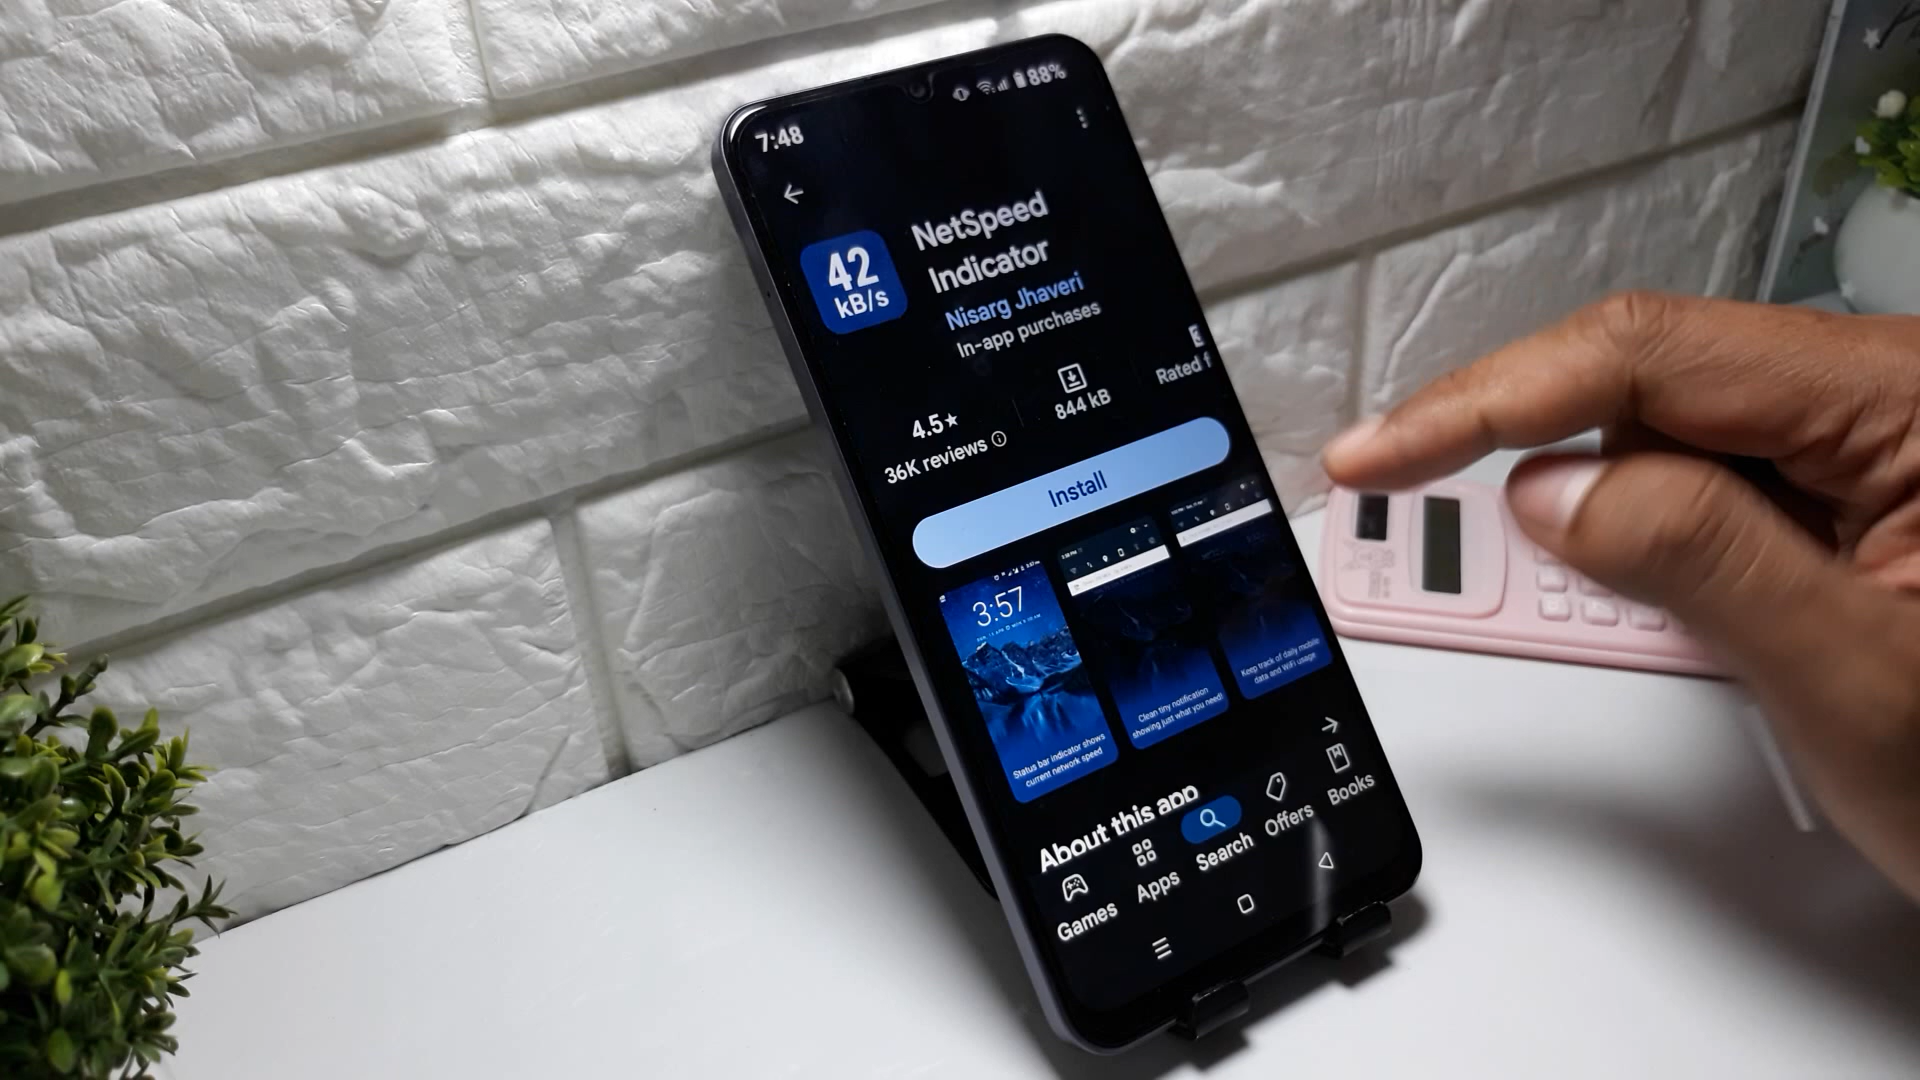 88%
7:48
42
kB/s
NetSpeed
Indicator
Nisarg Jhaveri
In-app purchases
4.5★
36K reviews
844 kB
Rated f
Install
3:57
Status bar indicator shows
current network speed
Clean tiny notification
showing just what you need!
Keep track of daily mobile
data and WiFi usage
About this app
Games
Apps
Search
Offers
Books